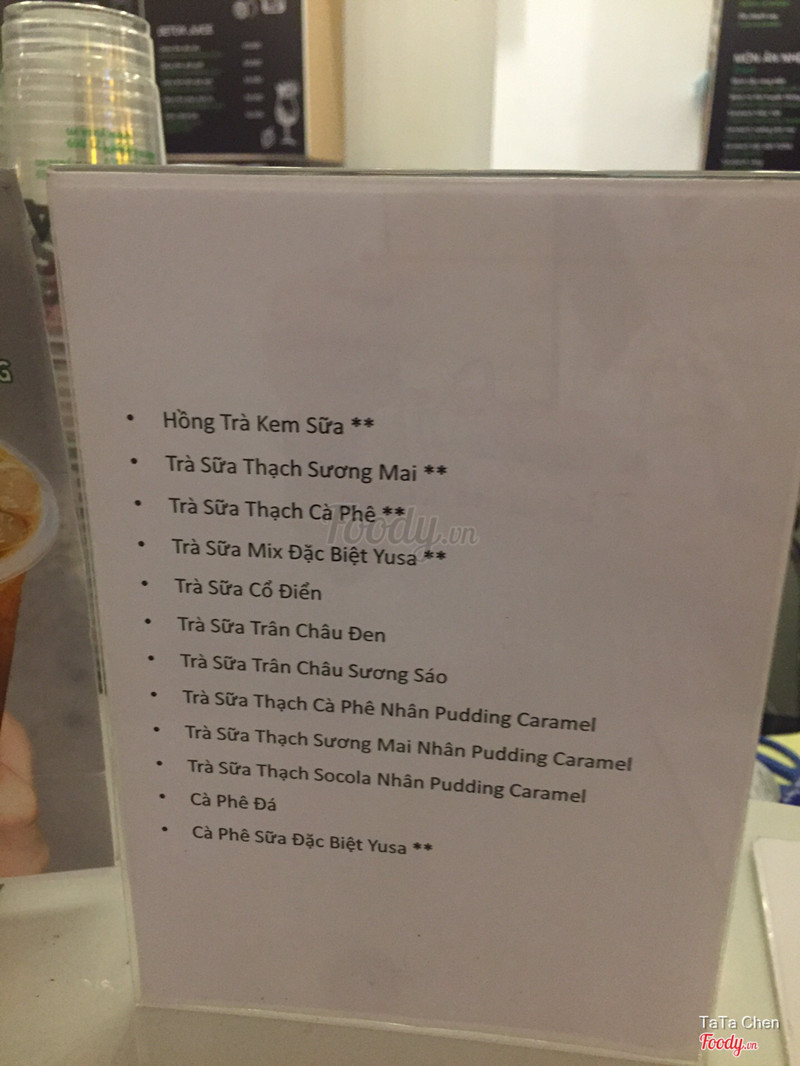 DETOX JUICE
G
• Hồng Trà Kem Sữa **
• Trà Sữa Thạch Sương Mai **
• Trà Sữa Thạch Cà Phê **
• Trà Sữa Mix Đặc Biệt Yusa **
• Trà Sữa Cổ Điển
• Trà Sữa Trân Châu Đen
• Trà Sữa Trân Châu Sương Sáo
• Trà Sữa Thạch Cà Phê Nhân Pudding Caramel
• Trà Sữa Thạch Sương Mai Nhân Pudding Caramel
• Trà Sữa Thạch Socola Nhân Pudding Caramel
• Cà Phê Đá
• Cà Phê Sữa Đặc Biệt Yusa **
Foody.vn
TaTa Chen
Foody.vn